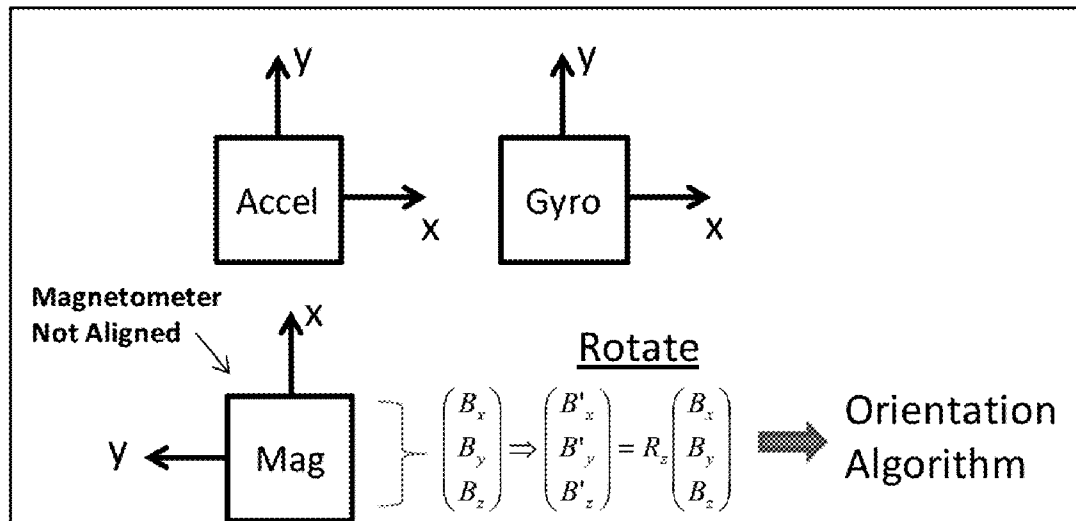 y
y
Accel
Gyro
x
x
Magnetometer
Not Aligned
x
Rotate
y
Mag
(B_x B_y B_z) ⇒ (B'_x B'_y B'_z) = R_z (B_x B_y B_z)
Orientation
Algorithm